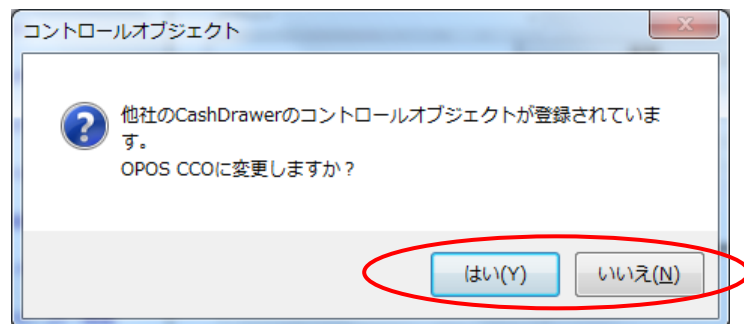 コントロールオブジェクト
他社のCashDrawerのコントロールオブジェクトが登録されていま
す。
OPOS CCOに変更しますか？
はい(Y) いいえ(N)